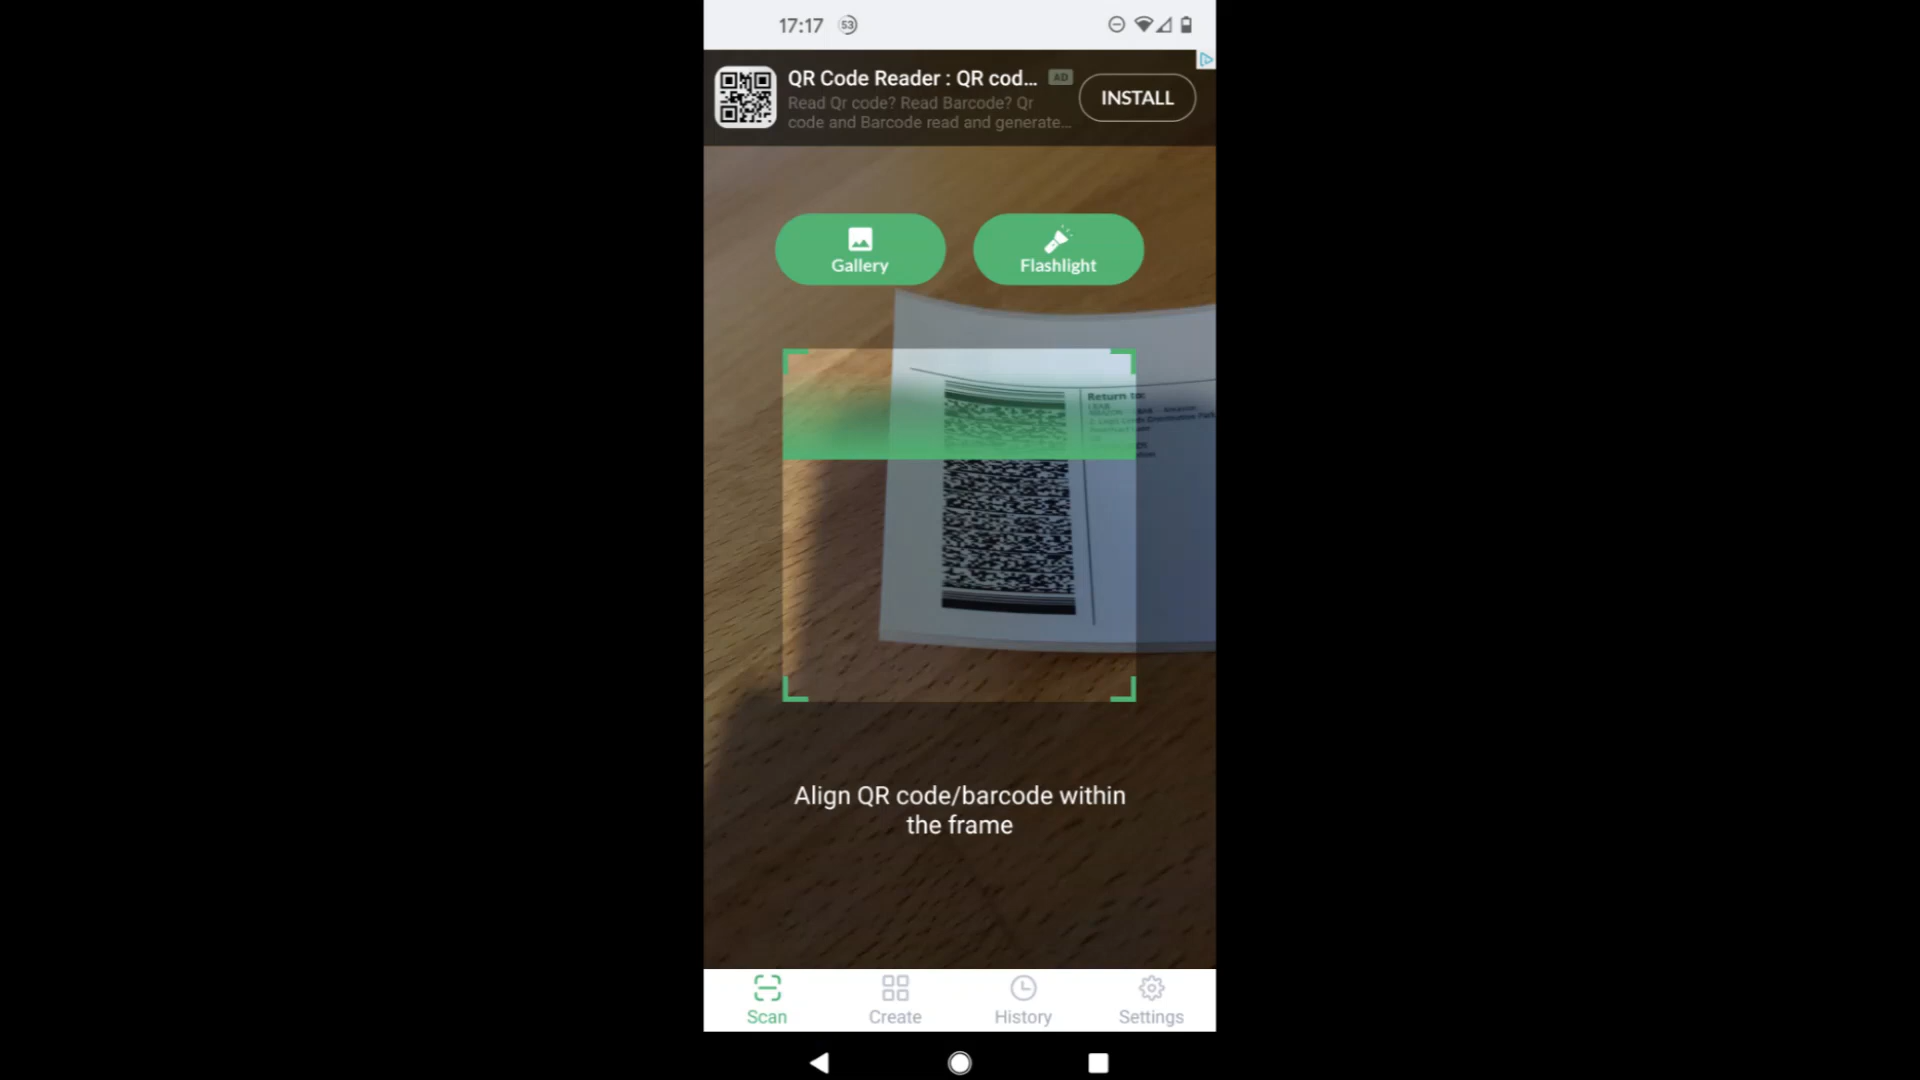 17:17 53
QR Code Reader : QR cod... AD
Read Qr code? Read Barcode? Qr
code and Barcode read and generate...
INSTALL
Gallery
Flashlight
Return to:
Align QR code/barcode within
the frame
Scan
Create
History
Settings